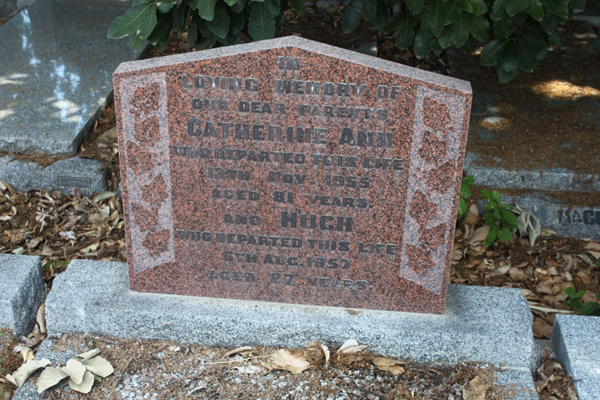 IN
LOVING MEMORY OF
OUR DEAR PARENTS
CATHERINE ANN
WHO DEPARTED THIS LIFE
13TH NOV. 1955
AGED 81 YEARS.
AND HUGH
WHO DEPARTED THIS LIFE
6TH AUG. 1957
AGED 87 YEARS.